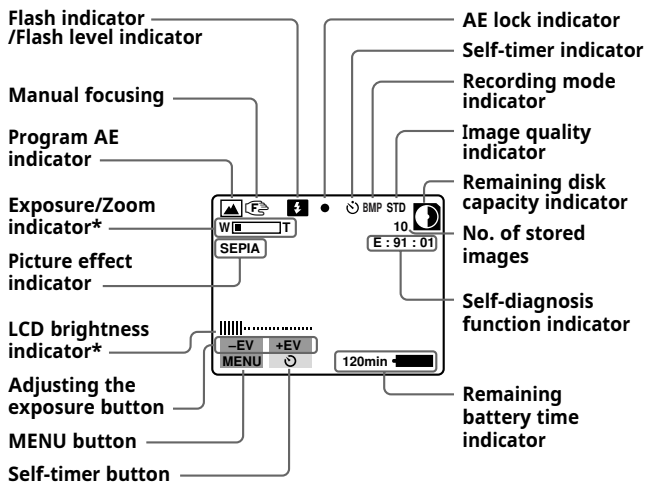 Flash indicator
/Flash level indicator
Manual focusing
Program AE
indicator
Exposure/Zoom
indicator*
Picture effect
indicator
LCD brightness
indicator*
Adjusting the
exposure button
MENU button
Self-timer button
F
BMP STD
W T
10
SEPIA
E : 91 : 01
–EV +EV
MENU
120min
AE lock indicator
Self-timer indicator
Recording mode
indicator
Image quality
indicator
Remaining disk
capacity indicator
No. of stored
images
Self-diagnosis
function indicator
Remaining
battery time
indicator